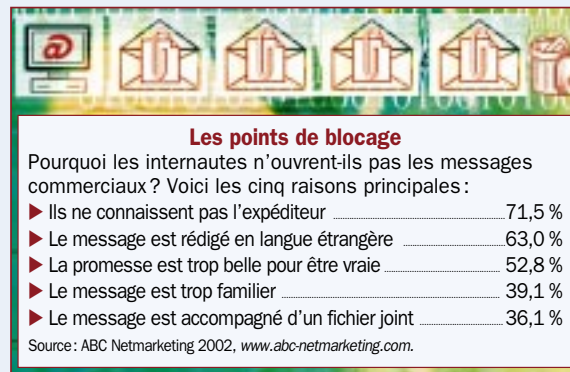 @
Les points de blocage
Pourquoi les internautes n’ouvrent-ils pas les messages
commerciaux ? Voici les cinq raisons principales :
▶ Ils ne connaissent pas l’expéditeur 71,5 %
▶ Le message est rédigé en langue étrangère 63,0 %
▶ La promesse est trop belle pour être vraie 52,8 %
▶ Le message est trop familier 39,1 %
▶ Le message est accompagné d’un fichier joint 36,1 %
Source : ABC Netmarketing 2002, www.abc-netmarketing.com.